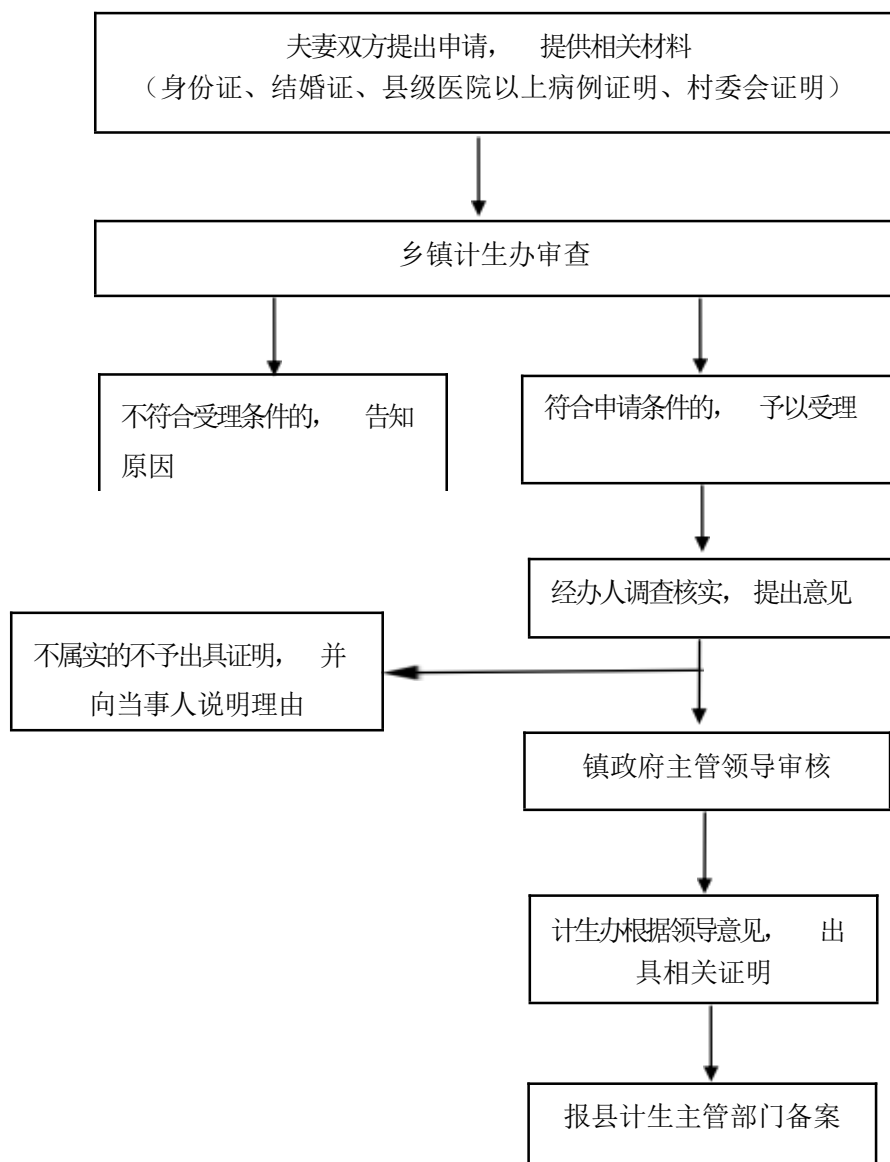 夫妻双方提出申请， 提供相关材料
（身份证、结婚证、县级医院以上病例证明、村委会证明）
乡镇计生办审查
不符合受理条件的， 告知
原因
符合申请条件的， 予以受理
经办人调查核实， 提出意见
不属实的不予出具证明， 并
向当事人说明理由
镇政府主管领导审核
计生办根据领导意见， 出
具相关证明
报县计生主管部门备案